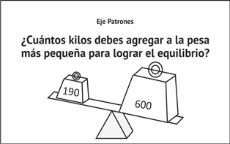 Eje Patrones
¿Cuántos kilos debes agregar a la pesa
más pequeña para lograr el equilibrio?
190
600